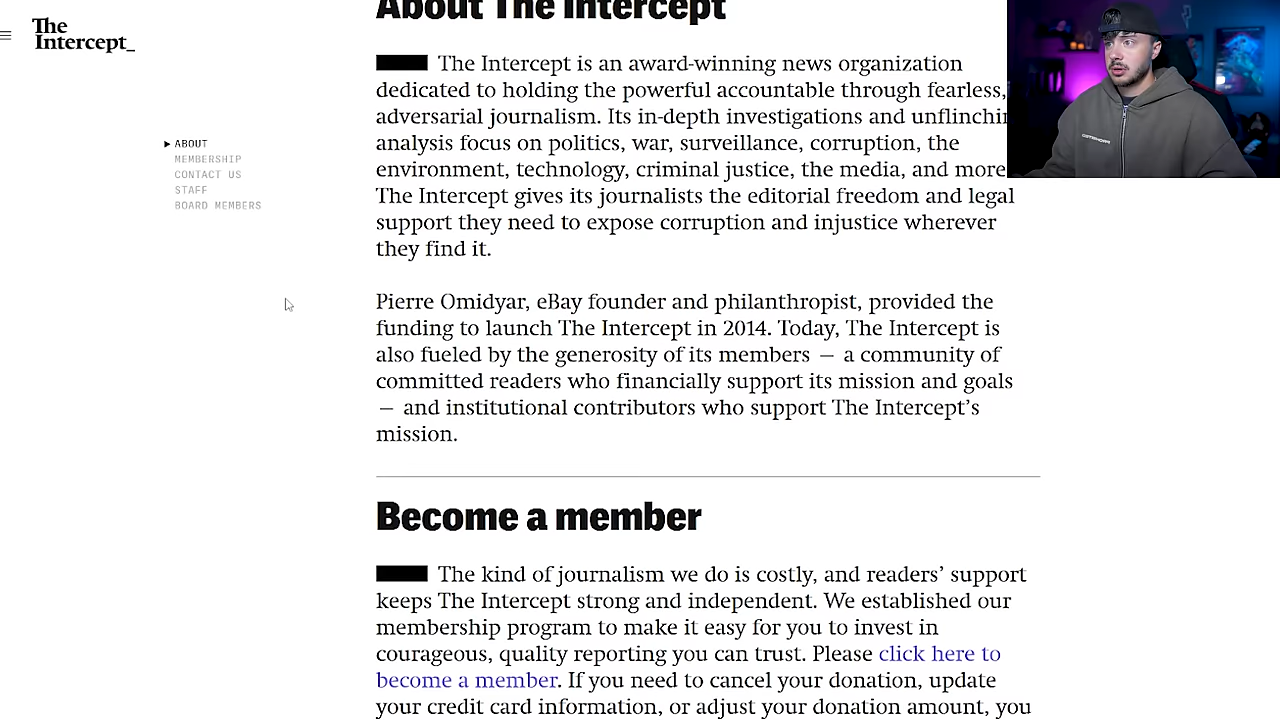 About The Intercept
The
Intercept_
The Intercept is an award-winning news organization
dedicated to holding the powerful accountable through fearless,
adversarial journalism. Its in-depth investigations and
analysis focus on politics, war, surveillance, corruption, the
environment, technology, criminal justice, the media, and more
The Intercept gives its journalists the editorial freedom and legal
support they need to expose corruption and injustice wherever
they find it.
ABOUT
MEMBERSHIP
CONTACT US
STAFF
BOARD MEMBERS
Pierre Omidyar, eBay founder and philanthropist, provided the
funding to launch The Intercept in 2014. Today, The Intercept is
also fueled by the generosity of its members — a community of
committed readers who financially support its mission and goals
— and institutional contributors who support The Intercept’s
mission.
Become a member
The kind of journalism we do is costly, and readers’ support
keeps The Intercept strong and independent. We established our
membership program to make it easy for you to invest in
courageous, quality reporting you can trust. Please click here to
become a member. If you need to cancel your donation, update
your credit card information, or adjust your donation amount, you